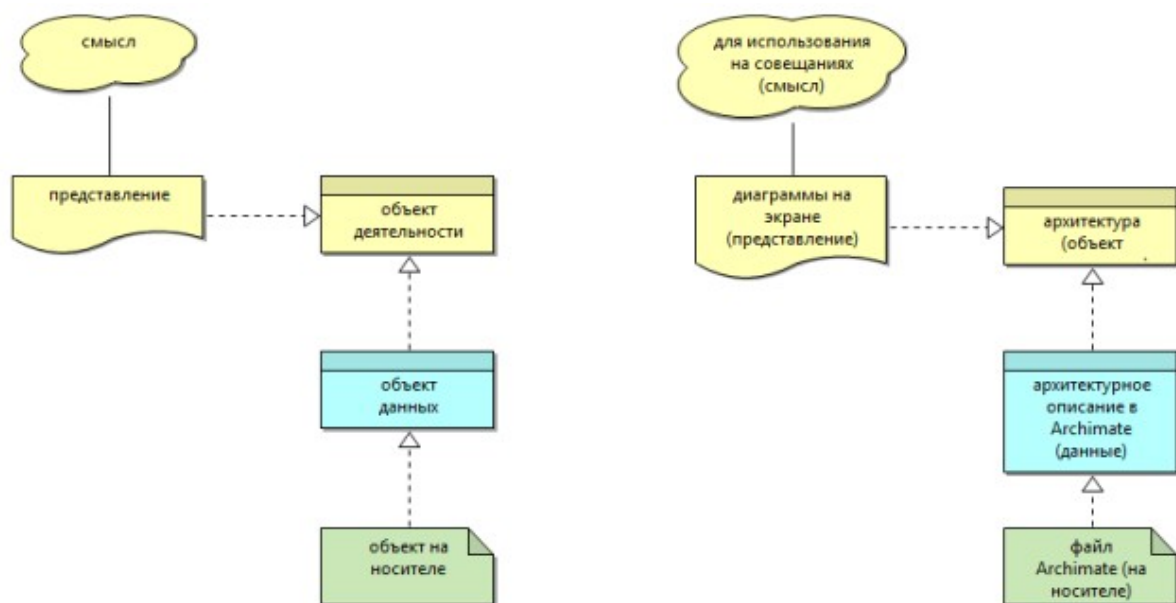 смысл
представление
объект
деятельности
объект
данных
объект на
носителе
для использования
на совещаниях
(смысл)
диаграммы на
экране
(представление)
архитектура
(объект
архитектурное
описание в
Archimate
(данные)
файл
Archimate (на
носителе)